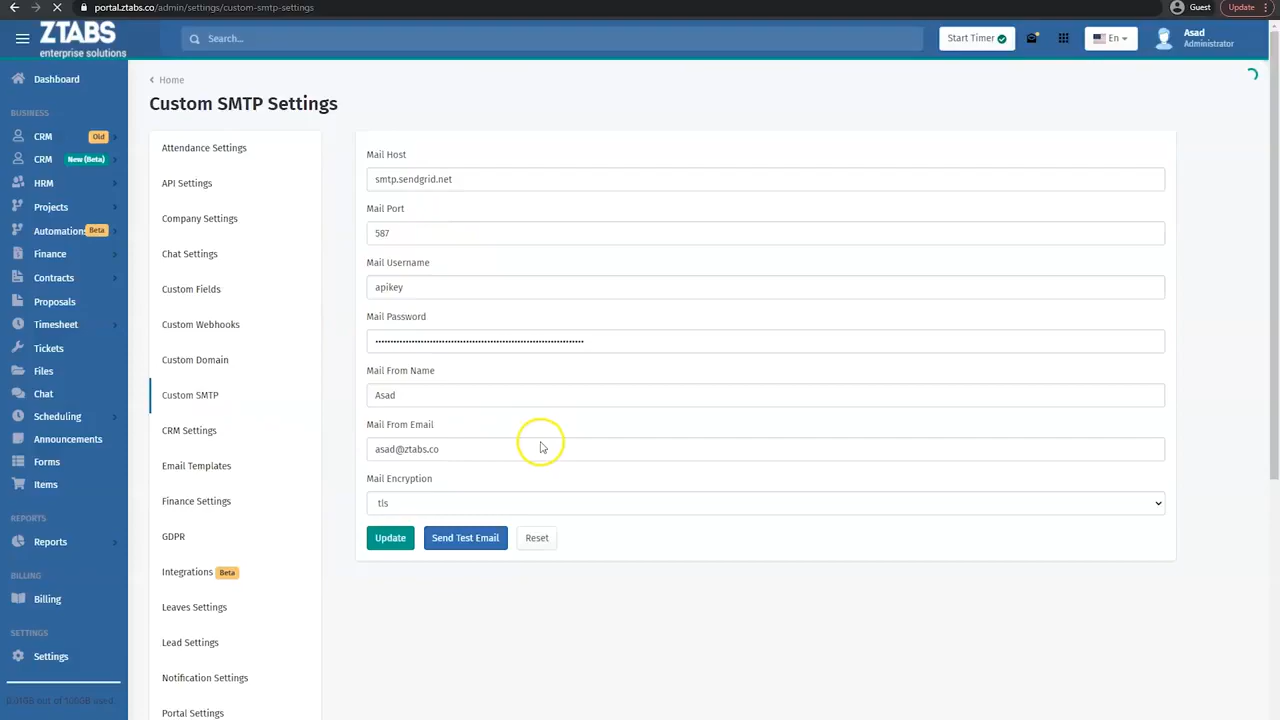 portal.ztabs.co/admin/settings/custom-smtp-settings
Guest
Update
ZTABS
enterprise solutions
Search...
Start Timer
En
Asad
Administrator
Dashboard
BUSINESS
CRM Old
CRM New (Beta)
HRM
Projects
Automations Beta
Finance
Contracts
Proposals
Timesheet
Tickets
Files
Chat
Scheduling
Announcements
Forms
Items
REPORTS
Reports
BILLING
Billing
SETTINGS
Settings
out of 100GB used.
Home
Custom SMTP Settings
Attendance Settings
API Settings
Company Settings
Chat Settings
Custom Fields
Custom Webhooks
Custom Domain
Custom SMTP
CRM Settings
Email Templates
Finance Settings
GDPR
Integrations Beta
Leaves Settings
Lead Settings
Notification Settings
Portal Settings
Mail Host
smtp.sendgrid.net
Mail Port
587
Mail Username
apikey
Mail Password
Mail From Name
Asad
Mail From Email
asad@ztabs.co
Mail Encryption
tls
Update
Send Test Email
Reset